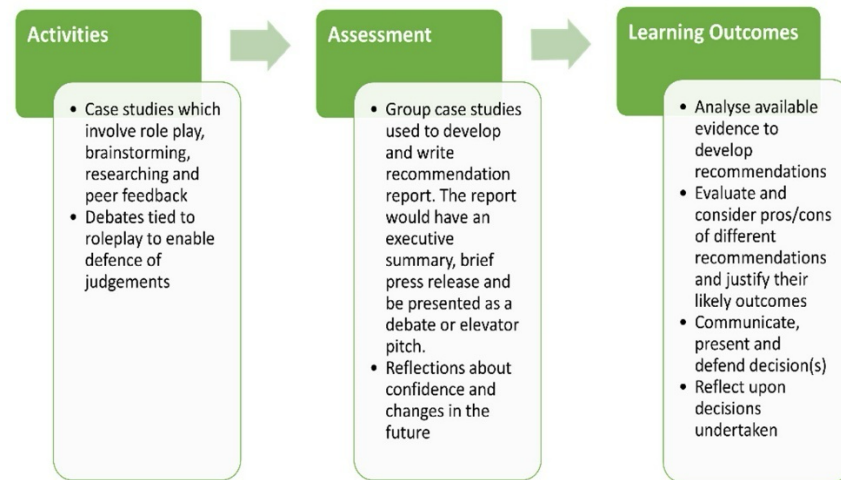 Activities
• Case studies which
involve role play,
brainstorming,
researching and
peer feedback
• Debates tied to
roleplay to enable
defence of
judgements
Assessment
• Group case studies
used to develop
and write
recommendation
report. The report
would have an
executive
summary, brief
press release and
be presented as a
debate or elevator
pitch.
• Reflections about
confidence and
changes in the
future
Learning Outcomes
• Analyse available
evidence to
develop
recommendations
• Evaluate and
consider pros/cons
of different
recommendations
and justify their
likely outcomes
• Communicate,
present and
defend decision(s)
• Reflect upon
decisions
undertaken